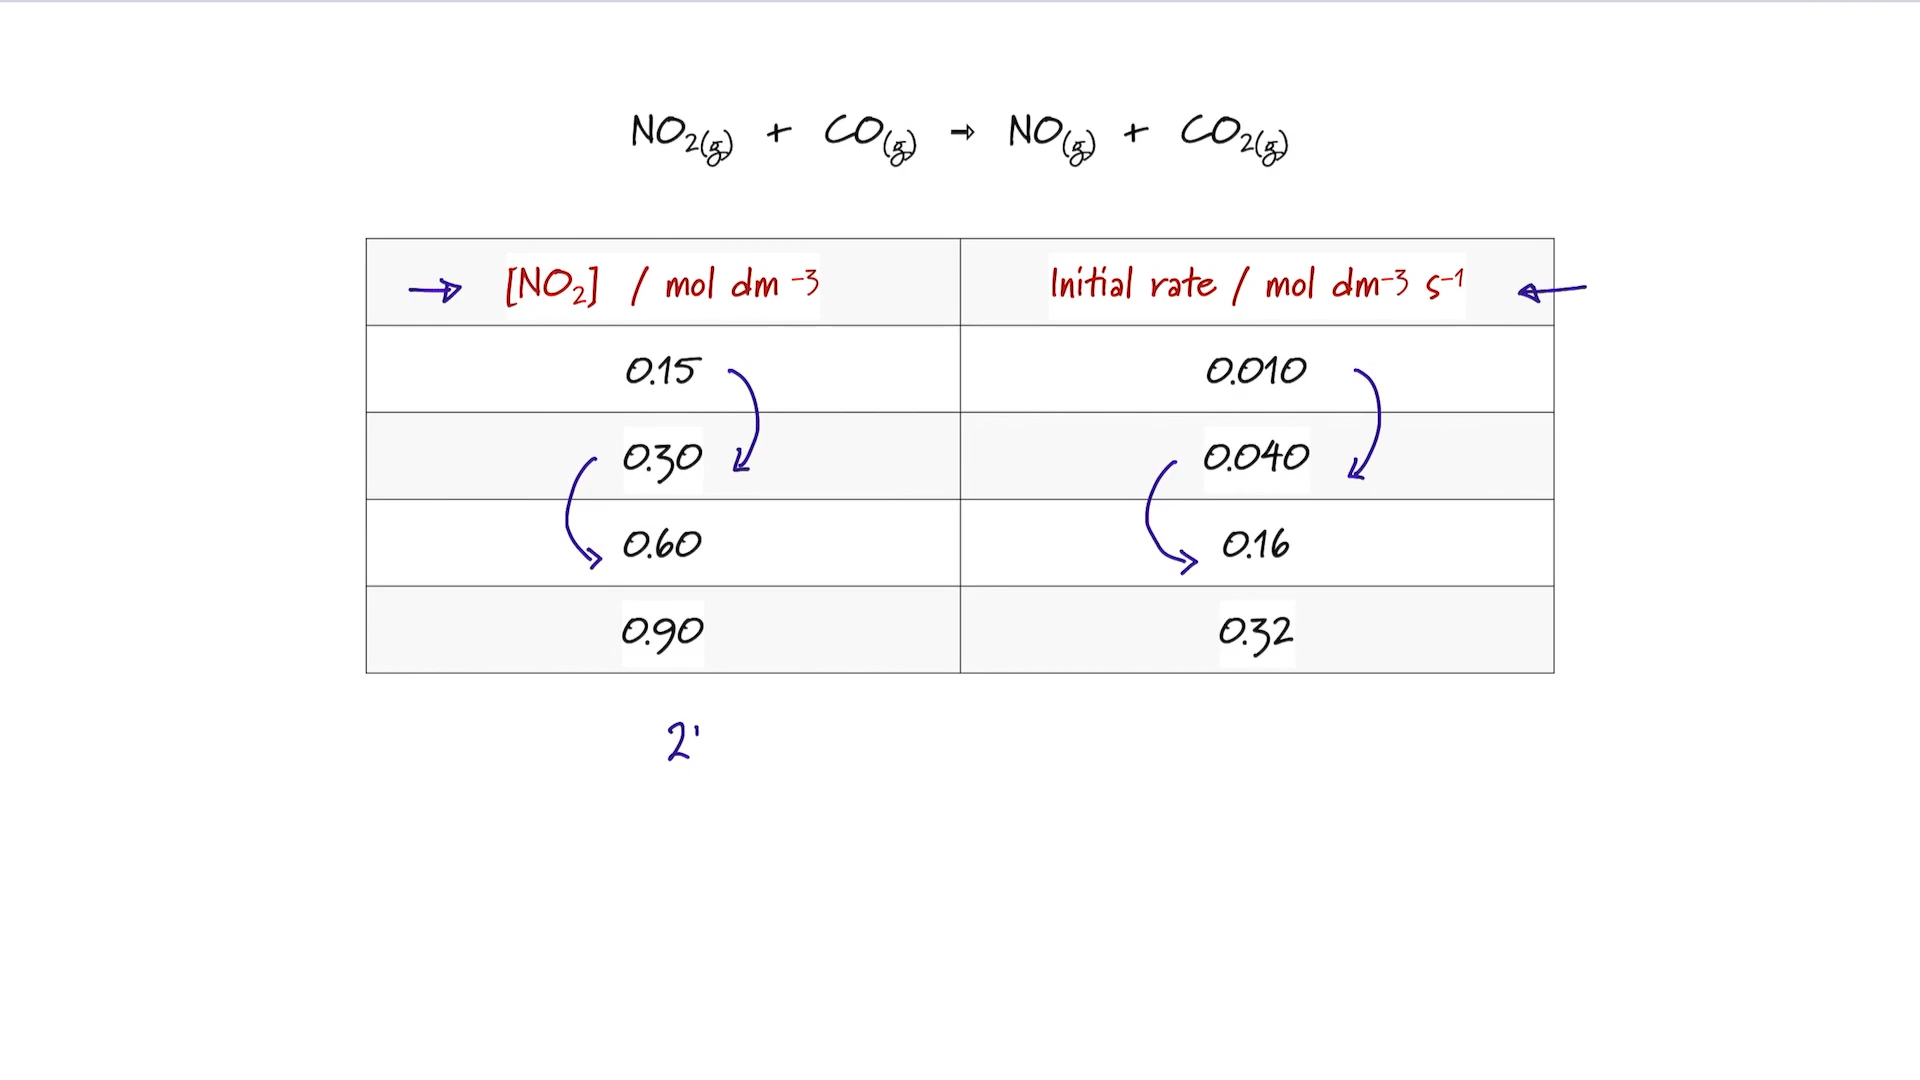 NO₂(g) + CO(g) → NO(g) + CO₂(g)
→ [NO₂] / mol dm ⁻³ Initial rate / mol dm⁻³ s⁻¹ ←
0.15 0.010
0.30 0.040
0.60 0.16
0.90 0.32
2'